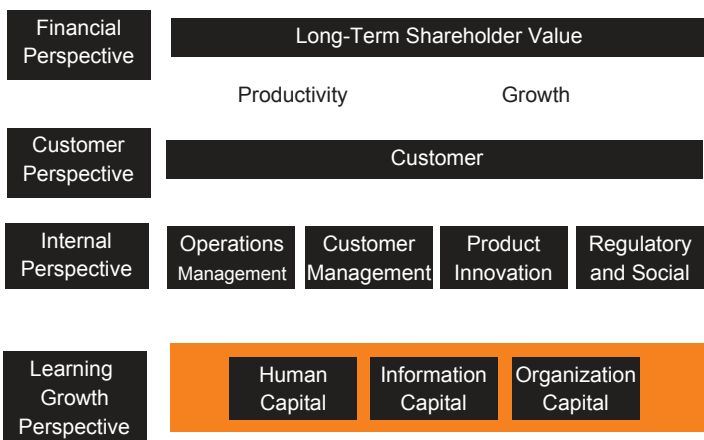 Financial
Perspective
Long-Term Shareholder Value
Productivity
Growth
Customer
Perspective
Customer
Internal
Perspective
Operations
Management
Customer
Management
Product
Innovation
Regulatory
and Social
Learning
Growth
Perspective
Human
Capital
Information
Capital
Organization
Capital